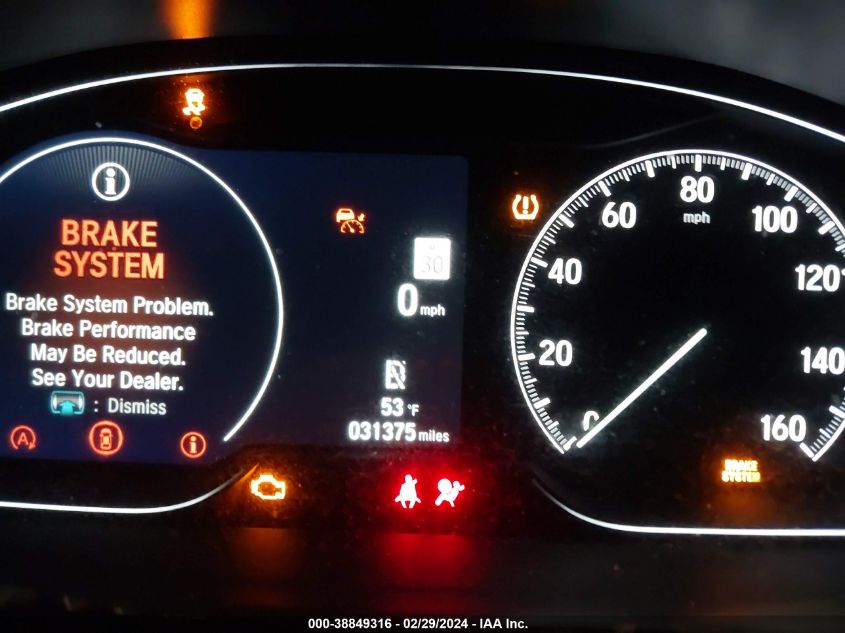 BRAKE
SYSTEM
Brake System Problem.
Brake Performance
May Be Reduced.
See Your Dealer.
: Dismiss
A
30
0 mph
53 °F
031375 miles
0
20
40
60
80
mph
100
120
140
160
BRAKE
SYSTEM
000-38849316 - 02/29/2024 - IAA Inc.